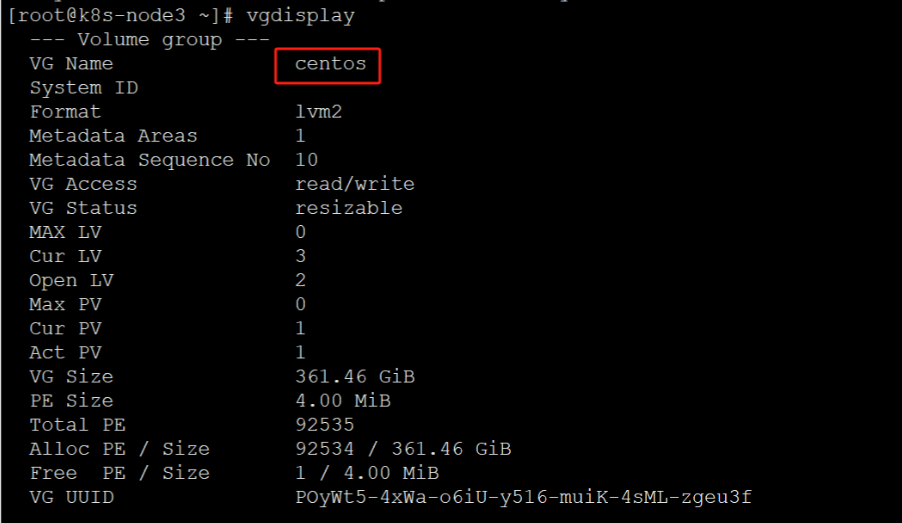 [root@k8s-node3 ~]# vgdisplay
--- Volume group ---
VG Name centos
System ID
Format lvm2
Metadata Areas 1
Metadata Sequence No 10
VG Access read/write
VG Status resizable
MAX LV 0
Cur LV 3
Open LV 2
Max PV 0
Cur PV 1
Act PV 1
VG Size 361.46 GiB
PE Size 4.00 MiB
Total PE 92535
Alloc PE / Size 92534 / 361.46 GiB
Free PE / Size 1 / 4.00 MiB
VG UUID POyWt5-4xWa-o6iU-y516-muiK-4sML-zgeu3f